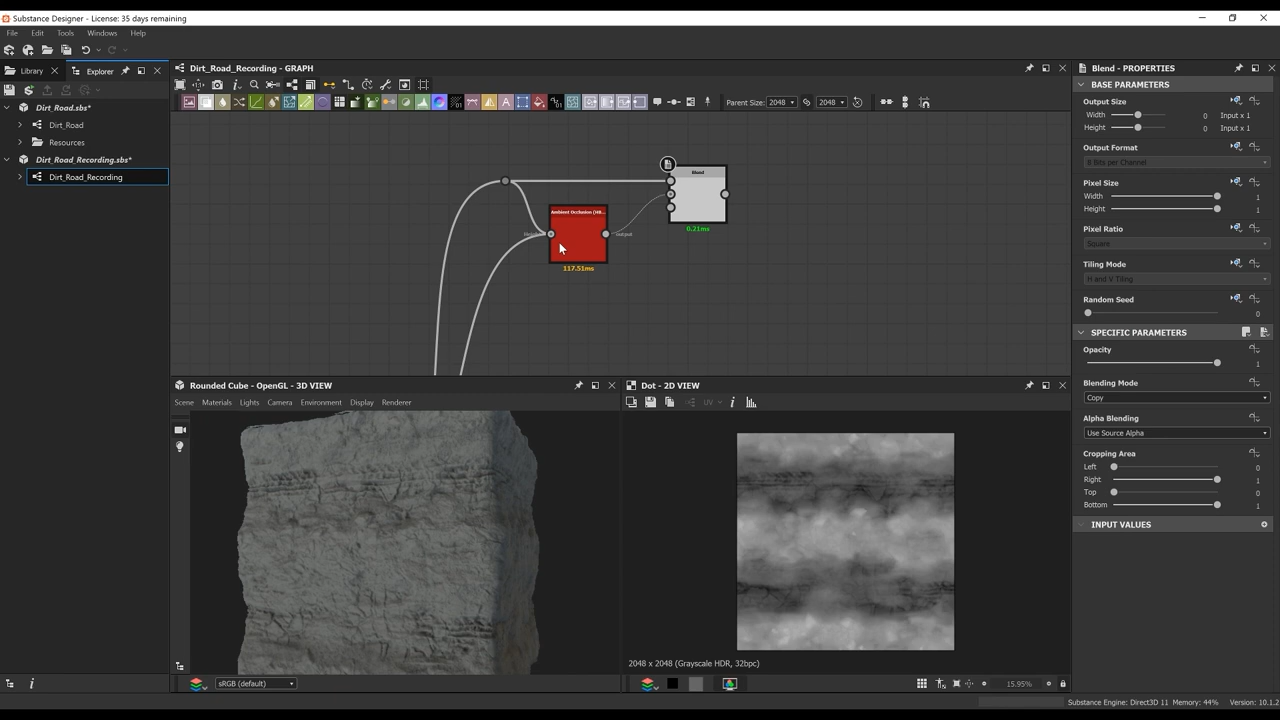 Substance Designer - License: 35 days remaining
File Edit Tools Windows Help
Library Explorer
Dirt_Road.sbs*
Dirt_Road
Resources
Dirt_Road_Recording.sbs*
Dirt_Road_Recording
Dirt_Road_Recording - GRAPH
Parent Size: 2048 2048
Blend
0.21ms
Ambient Occlusion (HB...
output
117.51ms
Rounded Cube - OpenGL - 3D VIEW
Scene Materials Lights Camera Environment Display Renderer
sRGB (default)
Dot - 2D VIEW
UV
2048 x 2048 (Grayscale HDR, 32bpc)
15.95%
Blend - PROPERTIES
BASE PARAMETERS
Output Size
Width 0 Input x 1
Height 0 Input x 1
Output Format
8 Bits per Channel
Pixel Size
Width 1
Height 1
Pixel Ratio
Square
Tiling Mode
H and V Tiling
Random Seed
0
SPECIFIC PARAMETERS
Opacity
1
Blending Mode
Copy
Alpha Blending
Use Source Alpha
Cropping Area
Left 0
Right 1
Top 0
Bottom 1
INPUT VALUES
Substance Engine: Direct3D 11 Memory: 44% Version: 10.1.2